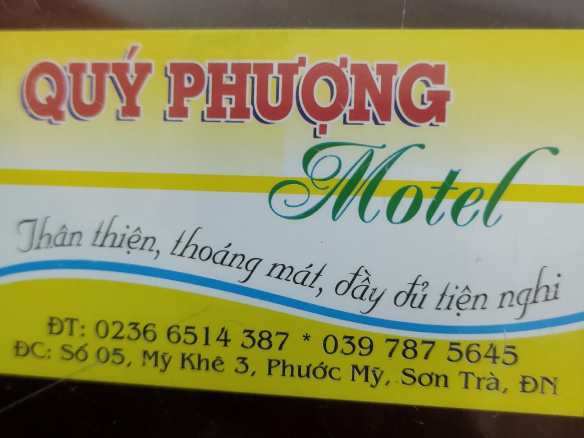 QUÝ PHƯỢNG
Motel
Thân thiện, thoáng mát, đầy đủ tiện nghi
ĐT: 0236 6514 387 * 039 787 5645
ĐC: Số 05, Mỹ Khê 3, Phước Mỹ, Sơn Trà, ĐN